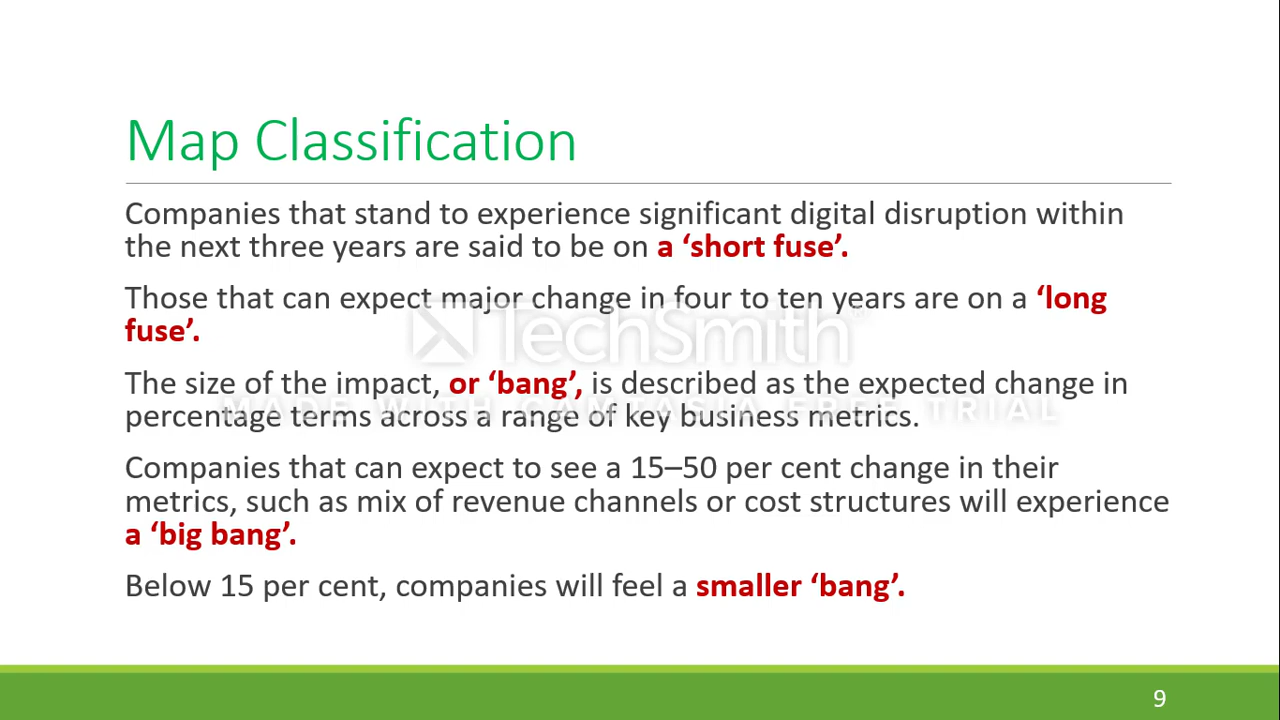 Map Classification
Companies that stand to experience significant digital disruption within
the next three years are said to be on a ‘short fuse’.
Those that can expect major change in four to ten years are on a ‘long
fuse’.
TechSmith
The size of the impact, or ‘bang’, is described as the expected change in
MADE WITH CAMTASIA FREE TRIAL
percentage terms across a range of key business metrics.
Companies that can expect to see a 15–50 per cent change in their
metrics, such as mix of revenue channels or cost structures will experience
a ‘big bang’.
Below 15 per cent, companies will feel a smaller ‘bang’.
9